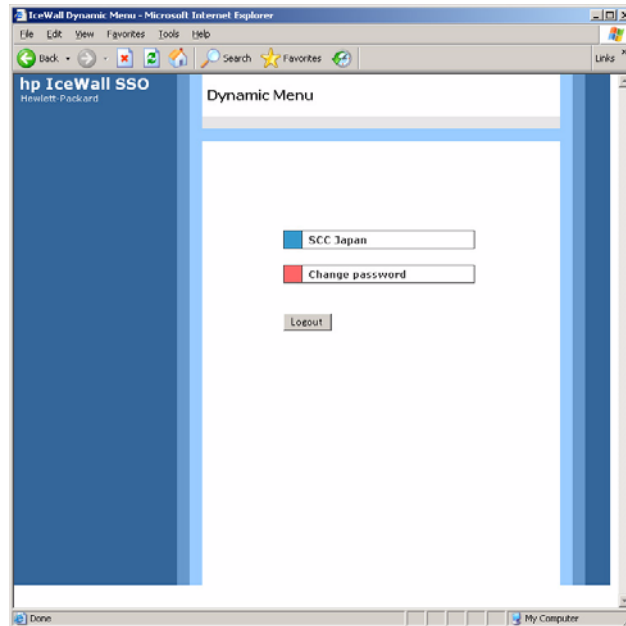 IceWall Dynamic Menu - Microsoft Internet Explorer
File Edit View Favorites Tools Help
Back Search Favorites Links »
hp IceWall SSO
Hewlett-Packard
Dynamic Menu
SCC Japan
Change password
Logout
Done My Computer